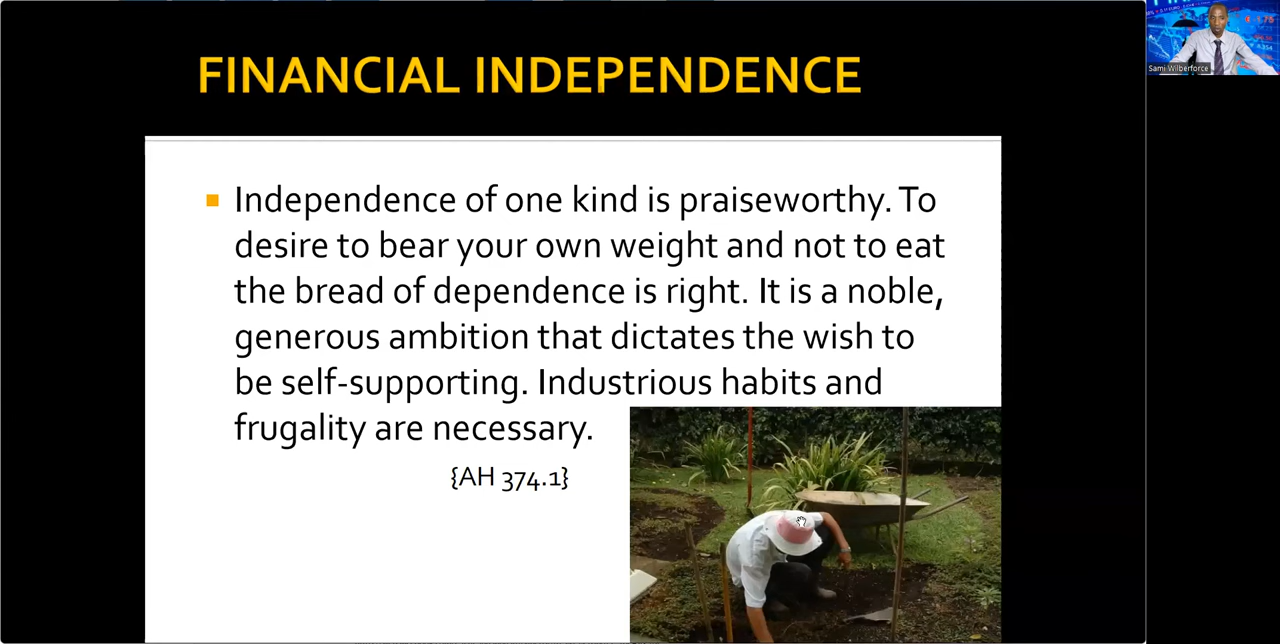 FINANCIAL INDEPENDENCE
Independence of one kind is praiseworthy. To
desire to bear your own weight and not to eat
the bread of dependence is right. It is a noble,
generous ambition that dictates the wish to
be self-supporting. Industrious habits and
frugality are necessary.
{AH 374.1}
Sami Wilberforce